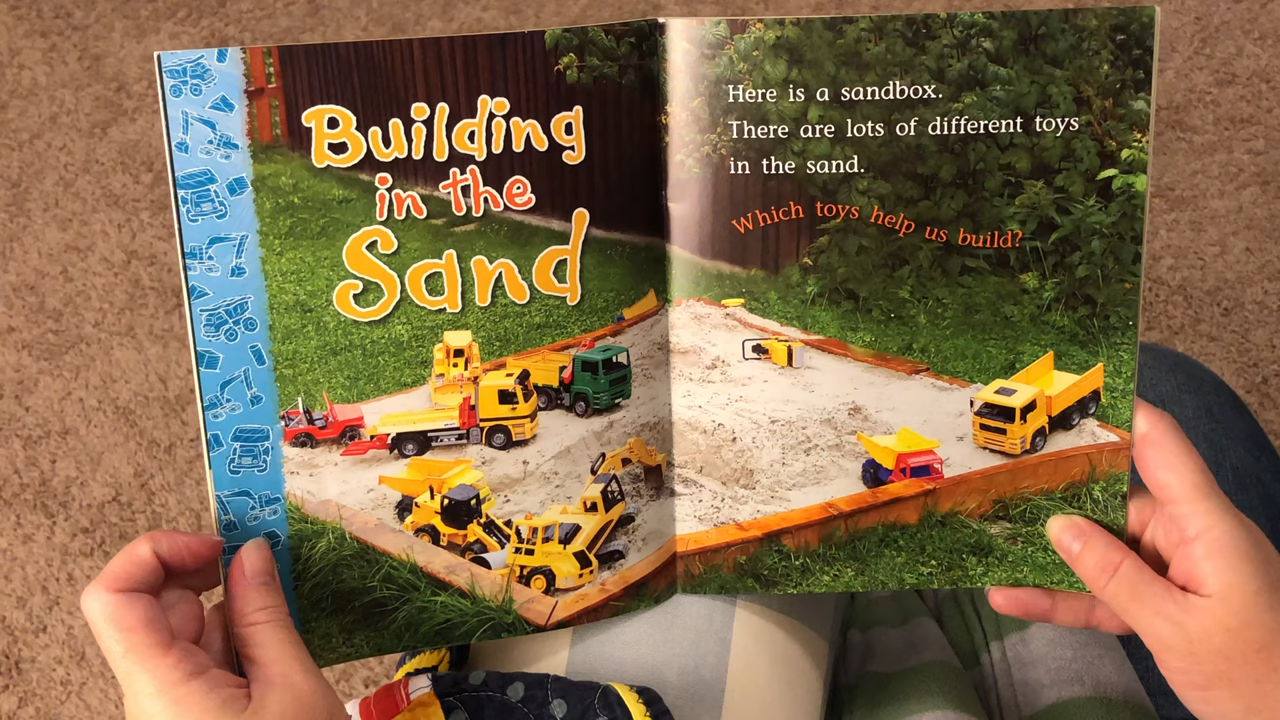 Building
in the
Sand
Here is a sandbox.
There are lots of different toys
in the sand.
Which toys help us build?